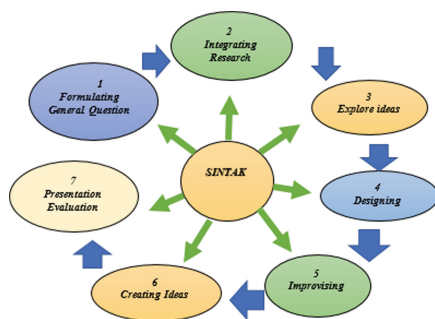 1
Formulating
General Question
2
Integrating
Research
3
Explore ideas
4
Designing
5
Improvising
6
Creating Ideas
7
Presentation
Evaluation
SINTAK